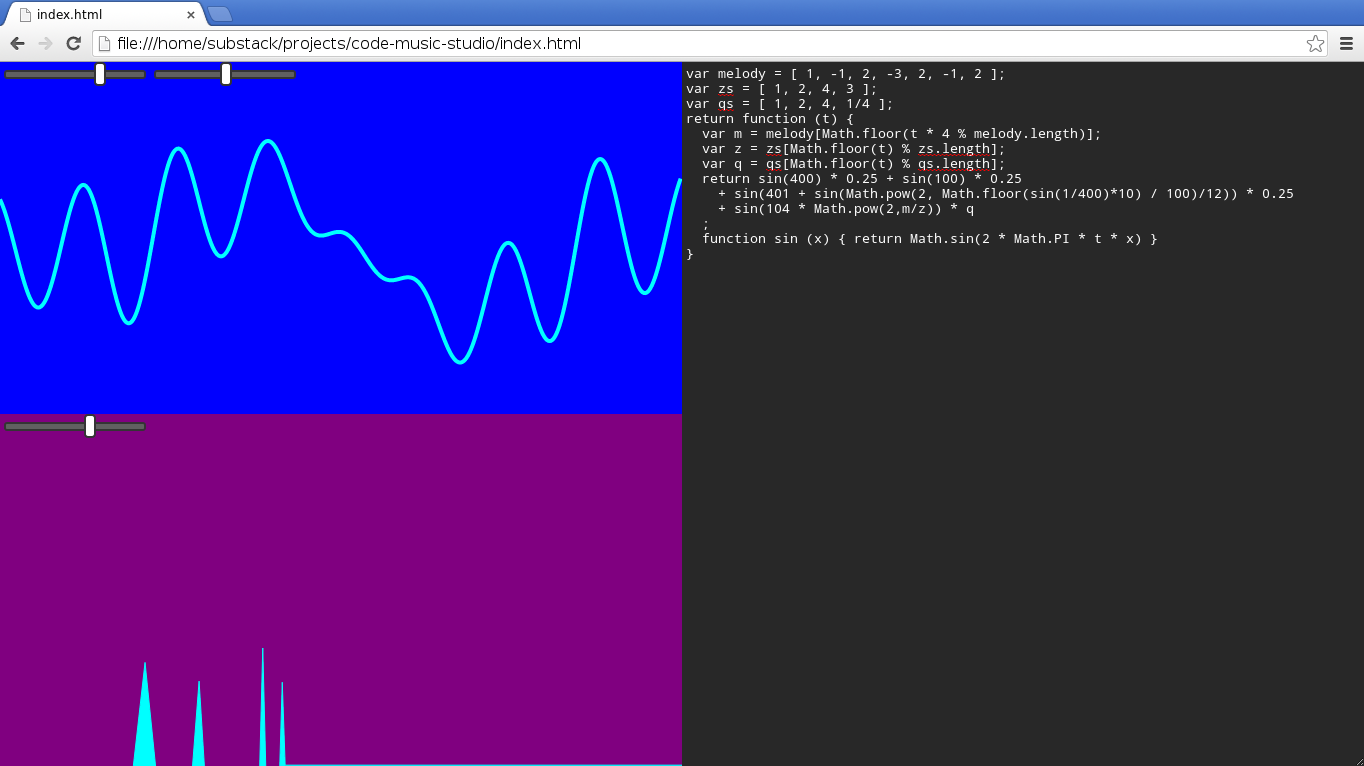 index.html
file:///home/substack/projects/code-music-studio/index.html
var melody = [ 1, -1, 2, -3, 2, -1, 2 ];
var zs = [ 1, 2, 4, 3 ];
var qs = [ 1, 2, 4, 1/4 ];
return function (t) {
  var m = melody[Math.floor(t * 4 % melody.length)];
  var z = zs[Math.floor(t) % zs.length];
  var q = qs[Math.floor(t) % qs.length];
  return sin(400) * 0.25 + sin(100) * 0.25
    + sin(401 + sin(Math.pow(2, Math.floor(sin(1/400)*10) / 100)/12)) * 0.25
    + sin(104 * Math.pow(2,m/z)) * q
  ;
  function sin (x) { return Math.sin(2 * Math.PI * t * x) }
}